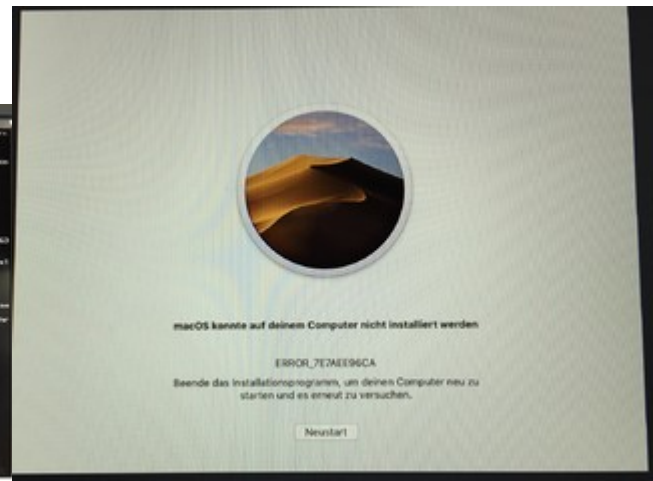 macOS konnte auf deinem Computer nicht installiert werden
ERROR_7E7AEE96CA
Beende das Installationsprogramm, um deinen Computer neu zu
starten und es erneut zu versuchen.
Neustart